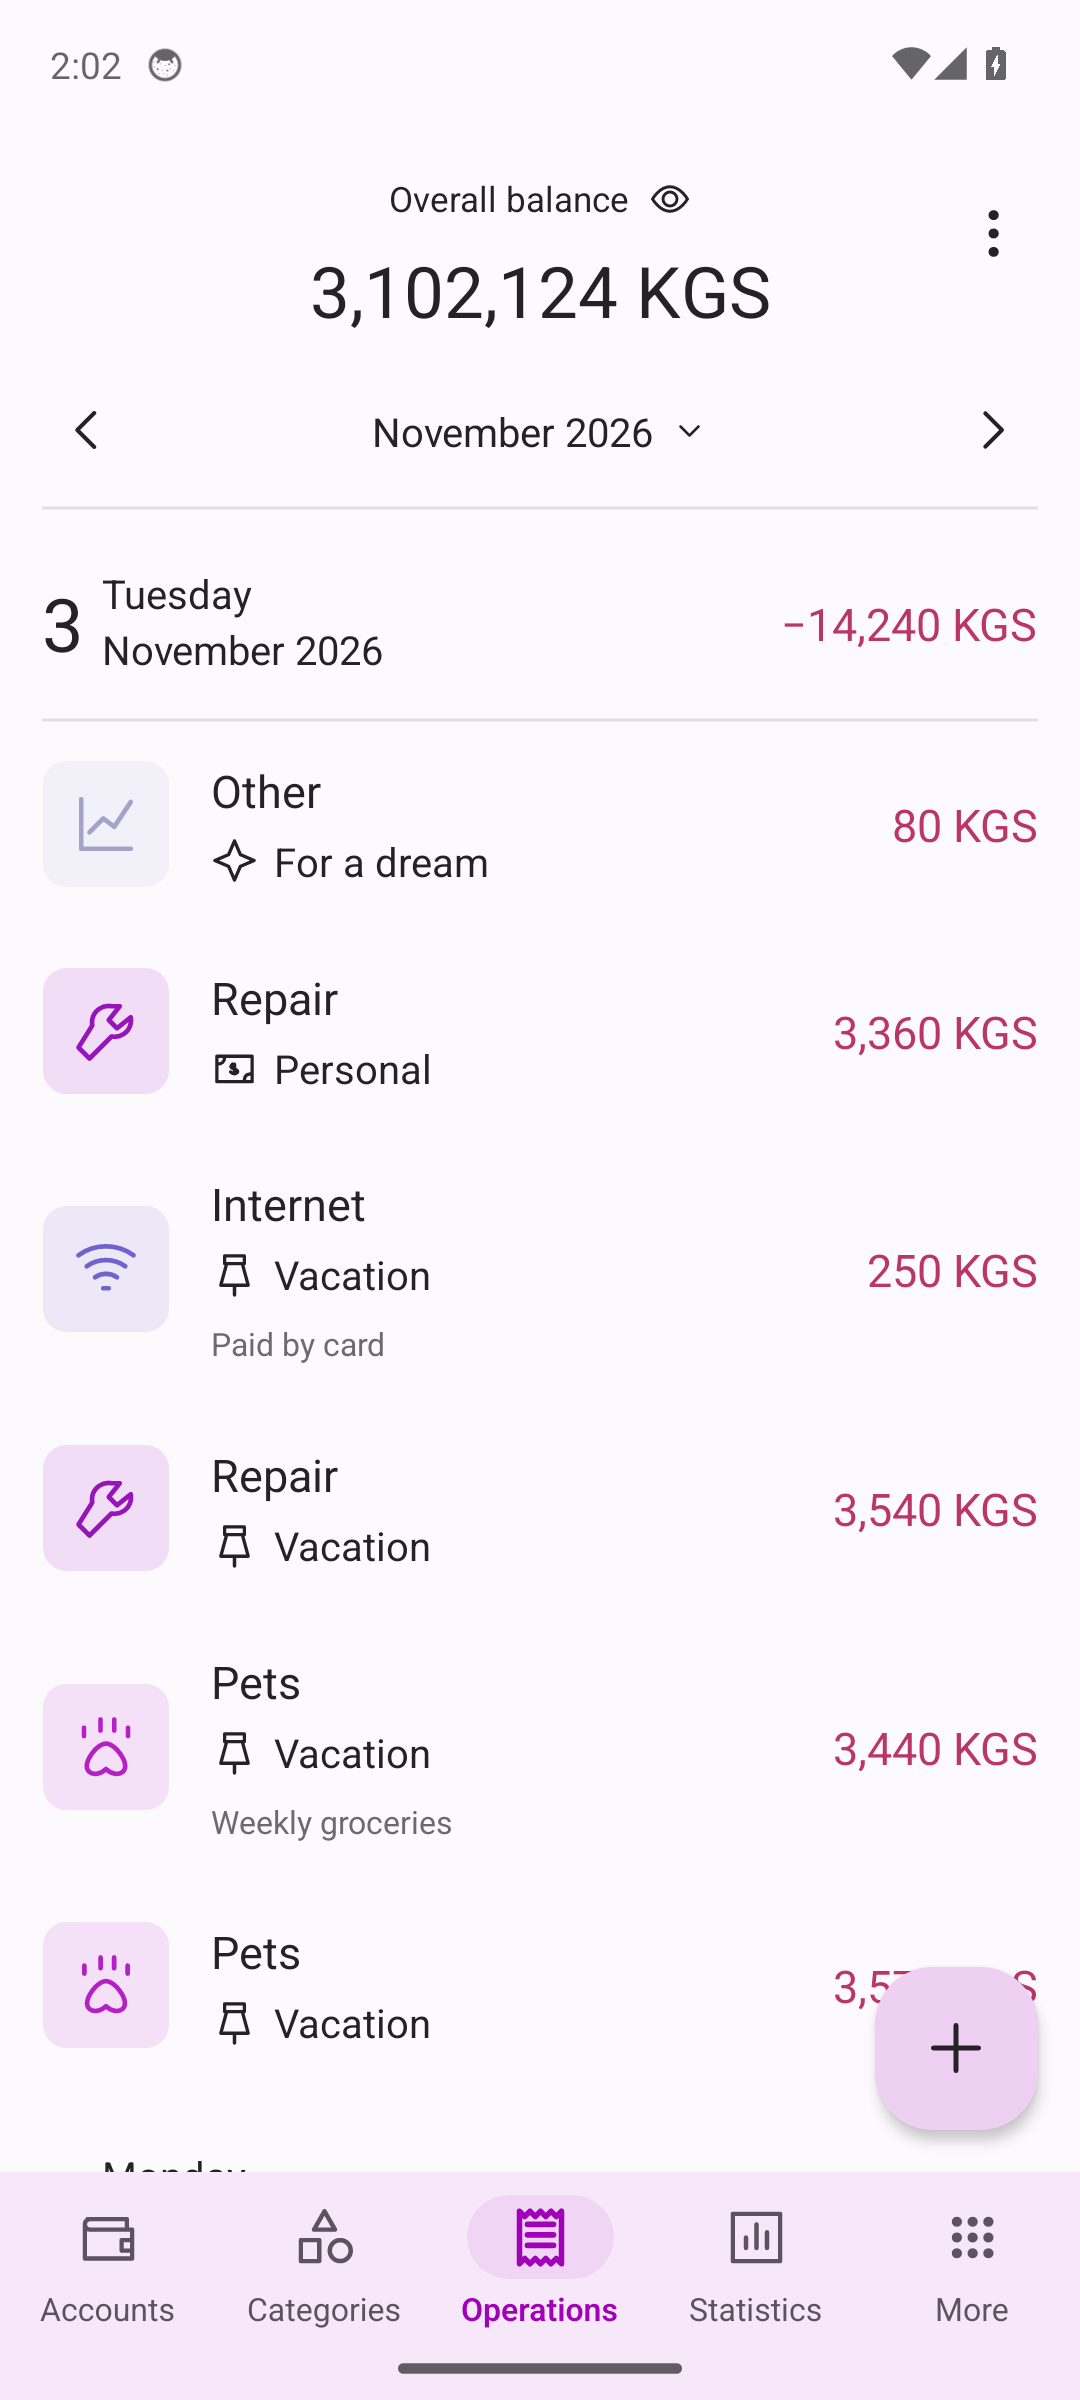 2:02
Overall balance
3,102,124 KGS
November 2026
3
Tuesday
November 2026
−14,240 KGS
Other
For a dream
80 KGS
Repair
Personal
3,360 KGS
Internet
Vacation
Paid by card
250 KGS
Repair
Vacation
3,540 KGS
Pets
Vacation
Weekly groceries
3,440 KGS
Pets
Vacation
Monday
Accounts
Categories
Operations
Statistics
More